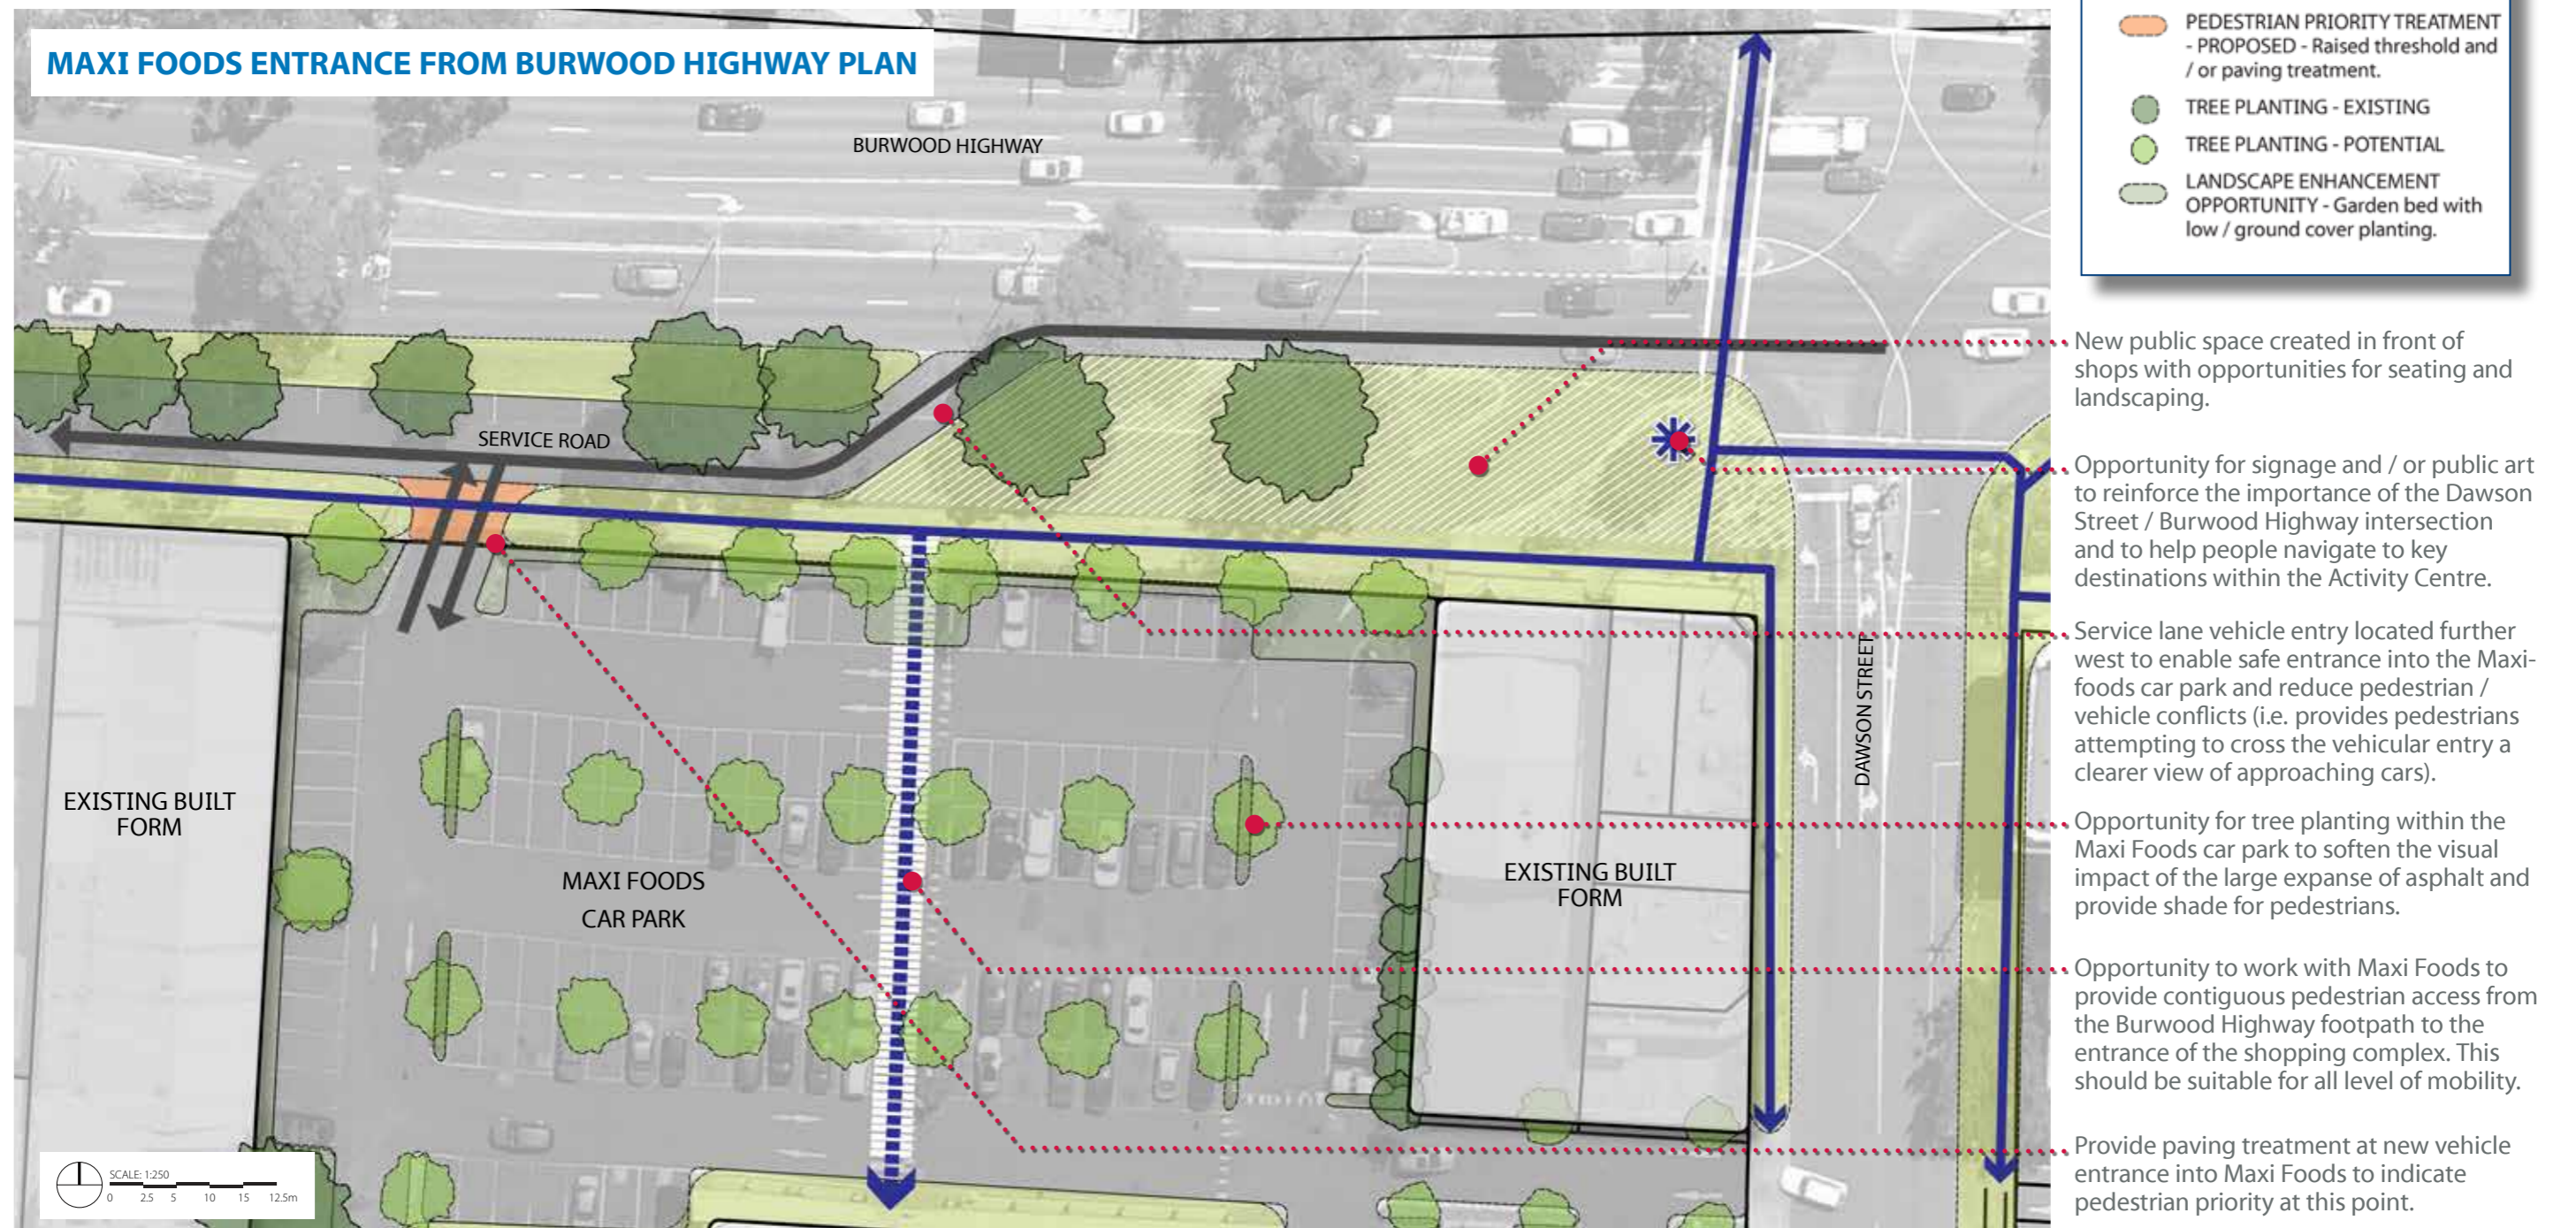 MAXI FOODS ENTRANCE FROM BURWOOD HIGHWAY PLAN
BURWOOD HIGHWAY
SERVICE ROAD
DAWSON STREET
EXISTING BUILT
FORM
MAXI FOODS
CAR PARK
EXISTING BUILT
FORM
SCALE: 1:250
0 2.5 5 10 15 12.5m
PEDESTRIAN PRIORITY TREATMENT
- PROPOSED - Raised threshold and
/ or paving treatment.
TREE PLANTING - EXISTING
TREE PLANTING - POTENTIAL
LANDSCAPE ENHANCEMENT
OPPORTUNITY - Garden bed with
low / ground cover planting.
New public space created in front of
shops with opportunities for seating and
landscaping.
Opportunity for signage and / or public art
to reinforce the importance of the Dawson
Street / Burwood Highway intersection
and to help people navigate to key
destinations within the Activity Centre.
Service lane vehicle entry located further
west to enable safe entrance into the Maxi-
foods car park and reduce pedestrian /
vehicle conflicts (i.e. provides pedestrians
attempting to cross the vehicular entry a
clearer view of approaching cars).
Opportunity for tree planting within the
Maxi Foods car park to soften the visual
impact of the large expanse of asphalt and
provide shade for pedestrians.
Opportunity to work with Maxi Foods to
provide contiguous pedestrian access from
the Burwood Highway footpath to the
entrance of the shopping complex. This
should be suitable for all level of mobility.
Provide paving treatment at new vehicle
entrance into Maxi Foods to indicate
pedestrian priority at this point.